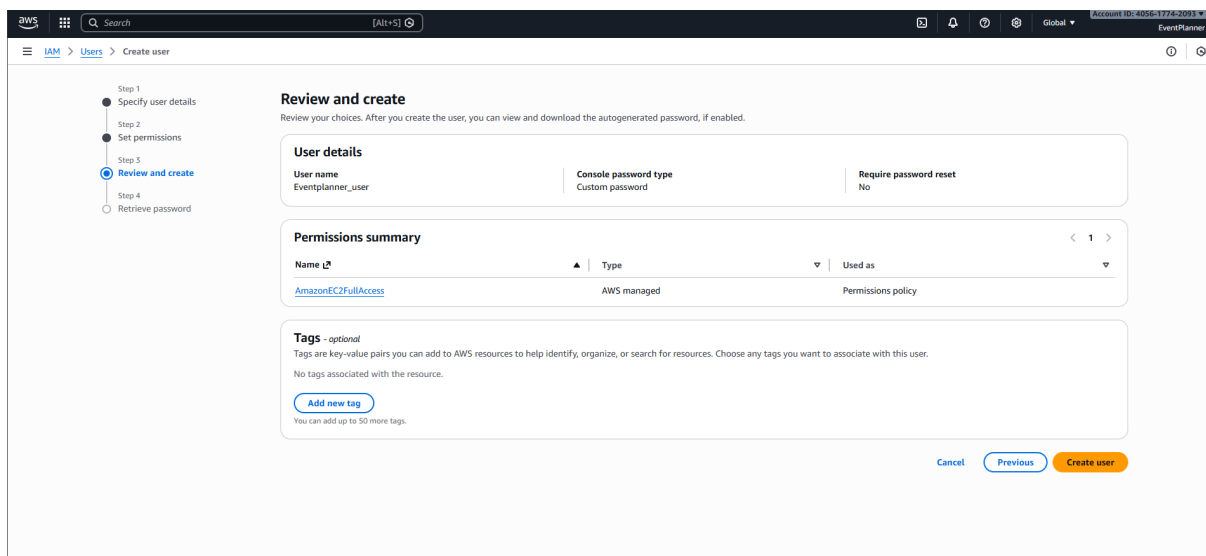 aws
Search
[Alt+S]
Global
Account ID: 4056-1774-2093
EventPlanner
IAM > Users > Create user
Step 1
Specify user details
Step 2
Set permissions
Step 3
Review and create
Step 4
Retrieve password
Review and create
Review your choices. After you create the user, you can view and download the autogenerated password, if enabled.
User details
User name
Eventplanner_user
Console password type
Custom password
Require password reset
No
Permissions summary
< 1 >
Name
Type
Used as
AmazonEC2FullAccess
AWS managed
Permissions policy
Tags - optional
Tags are key-value pairs you can add to AWS resources to help identify, organize, or search for resources. Choose any tags you want to associate with this user.
No tags associated with the resource.
Add new tag
You can add up to 50 more tags.
Cancel
Previous
Create user